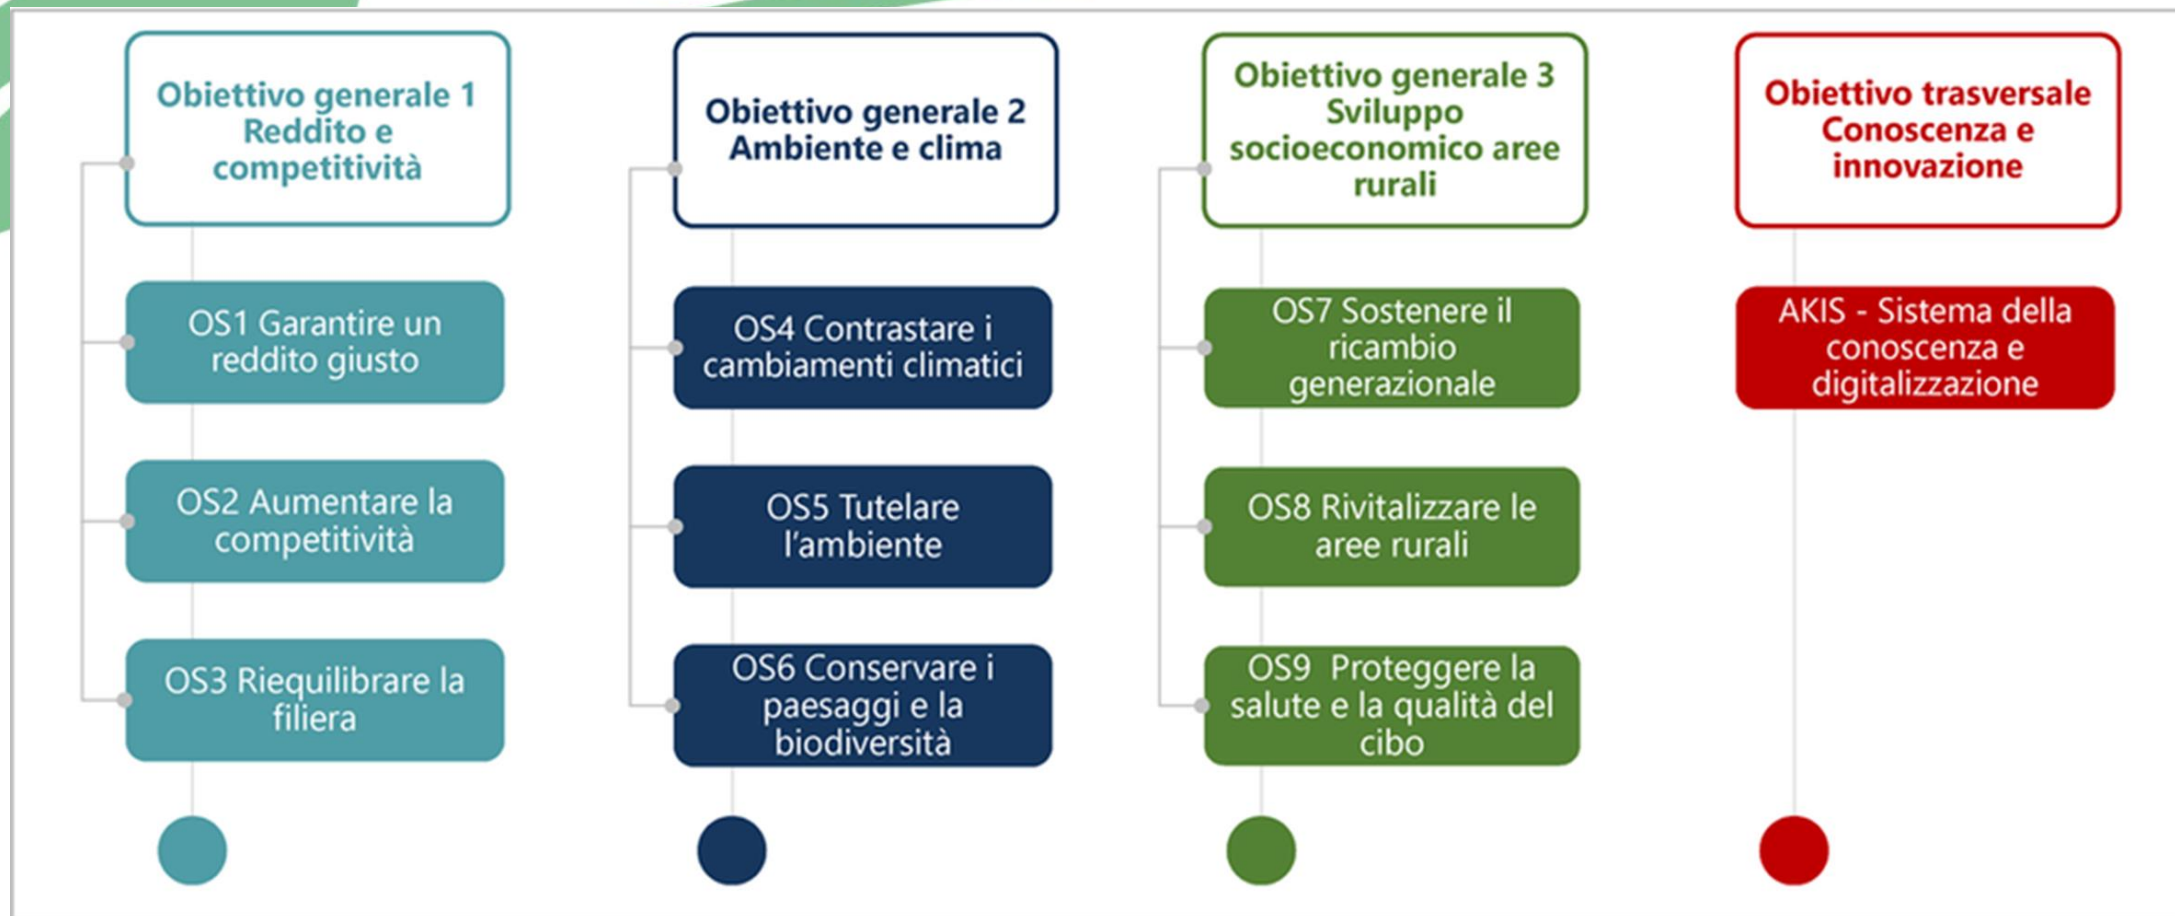 Obiettivo generale 1
Reddito e
competitività
OS1 Garantire un
reddito giusto
OS2 Aumentare la
competitività
OS3 Riequilibrare la
filiera
Obiettivo generale 2
Ambiente e clima
OS4 Contrastare i
cambiamenti climatici
OS5 Tutelare
l'ambiente
OS6 Conservare i
paesaggi e la
biodiversità
Obiettivo generale 3
Sviluppo
socioeconomico aree
rurali
OS7 Sostenere il
ricambio
generazionale
OS8 Rivitalizzare le
aree rurali
OS9 Proteggere la
salute e la qualità del
cibo
Obiettivo trasversale
Conoscenza e
innovazione
AKIS - Sistema della
conoscenza e
digitalizzazione